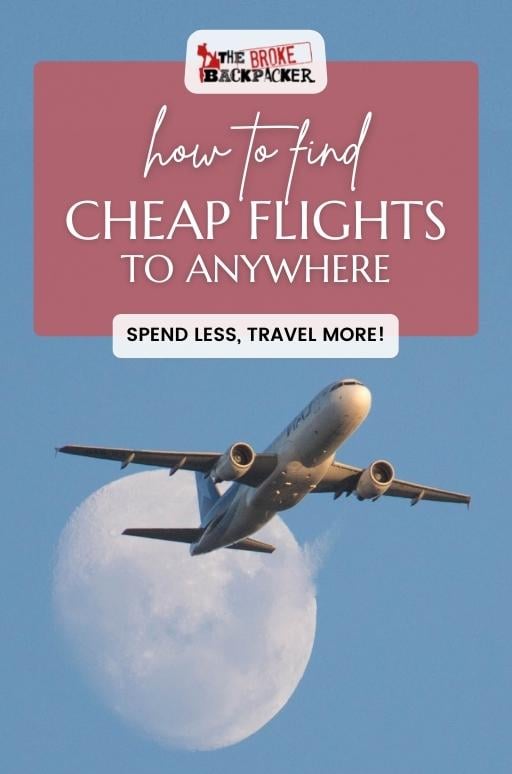 THE BROKE
BACKPACKER
how to find
CHEAP FLIGHTS
TO ANYWHERE
SPEND LESS, TRAVEL MORE!